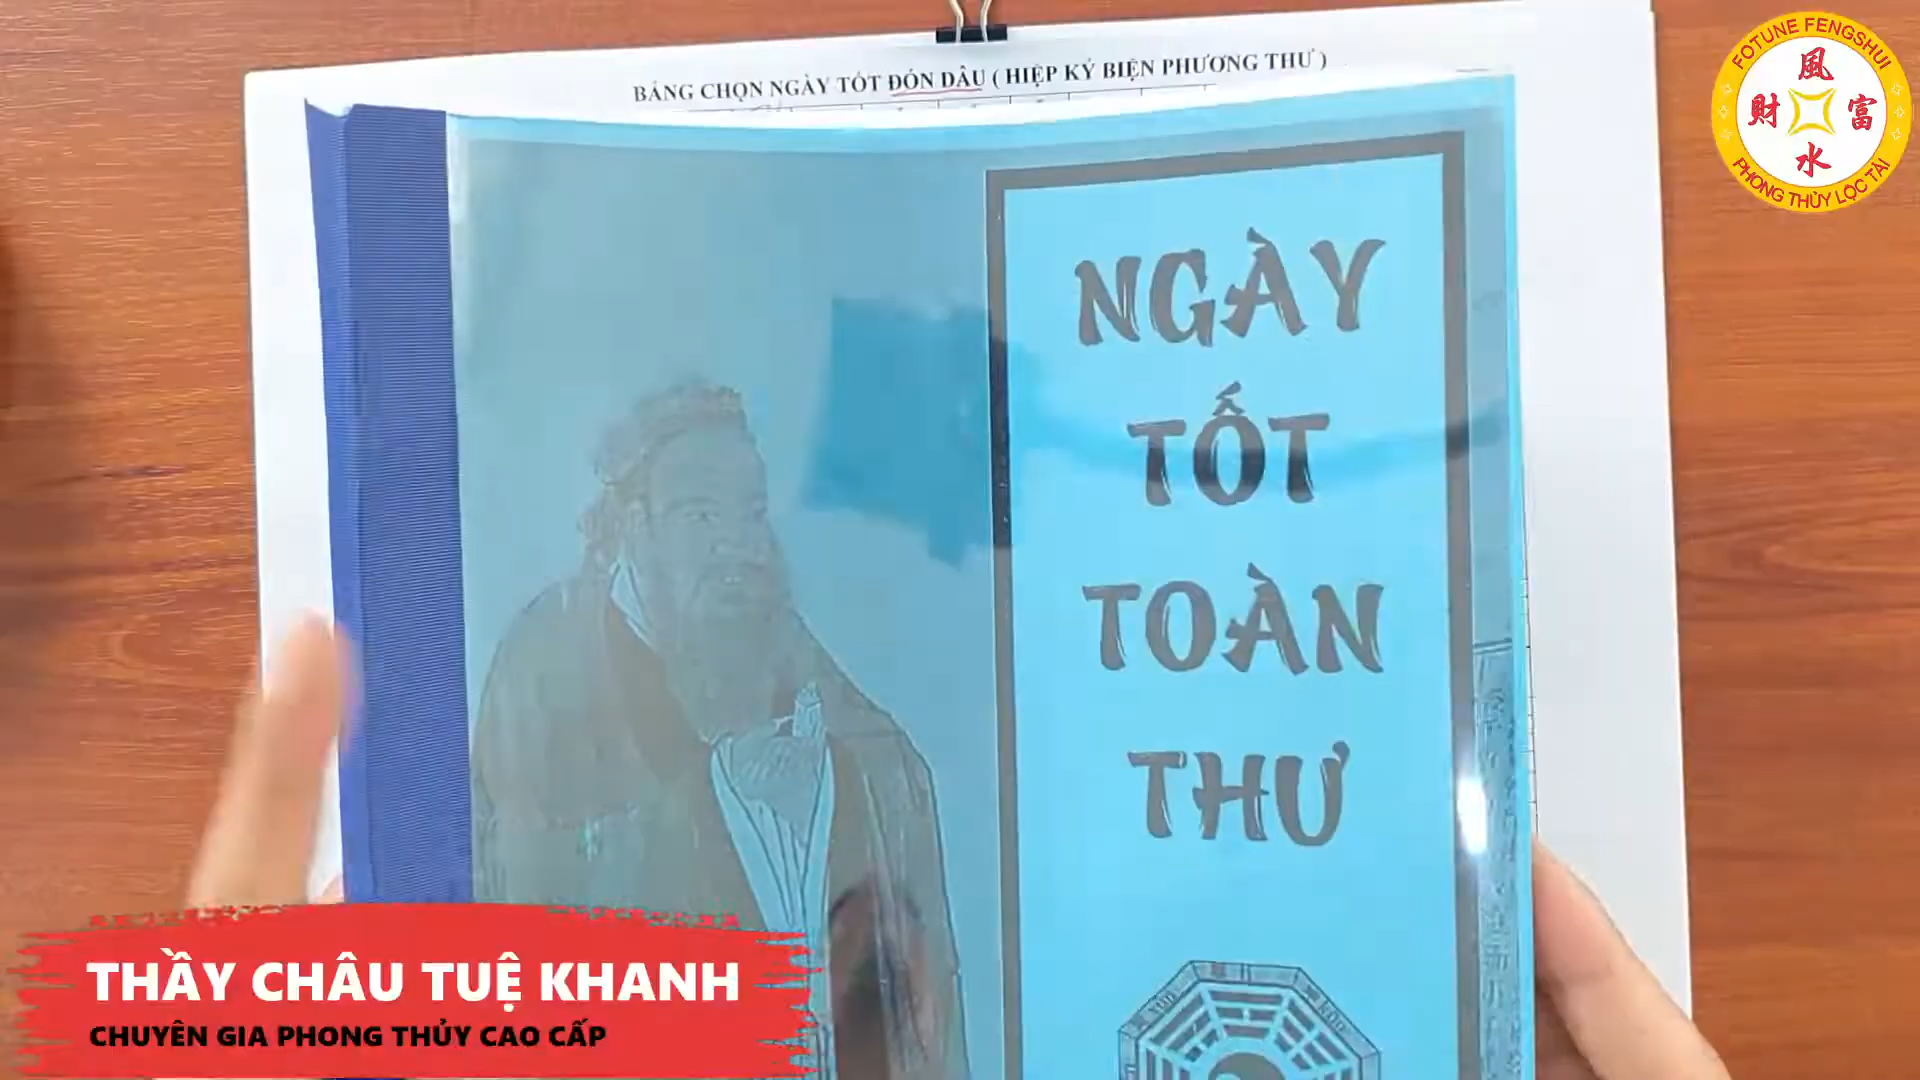 BẢNG CHỌN NGÀY TỐT ĐÓN DÂU ( HIỆP KỶ BIỆN PHƯƠNG THƯ )
NGÀY
TỐT
TOÀN
THƯ
FOTUNE FENGSHUI
風
財 富
水
PHONG THỦY LỘC TÀI
THẦY CHÂU TUỆ KHANH
CHUYÊN GIA PHONG THỦY CAO CẤP